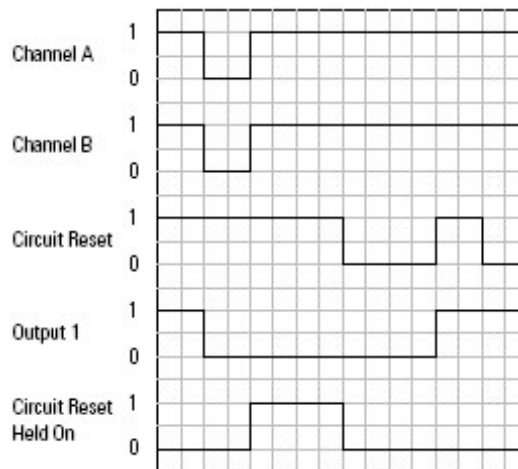 1
Channel A
0
1
Channel B
0
1
Circuit Reset
0
1
Output 1
0
Circuit Reset 1
Held On
0